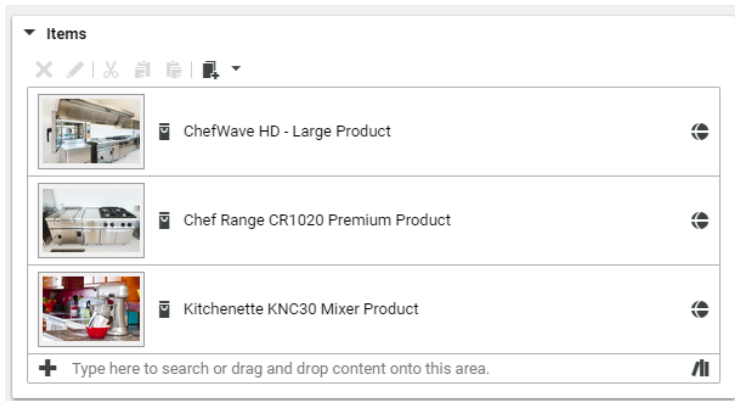 Items
ChefWave HD - Large Product
Chef Range CR1020 Premium Product
Kitchenette KNC30 Mixer Product
Type here to search or drag and drop content onto this area.